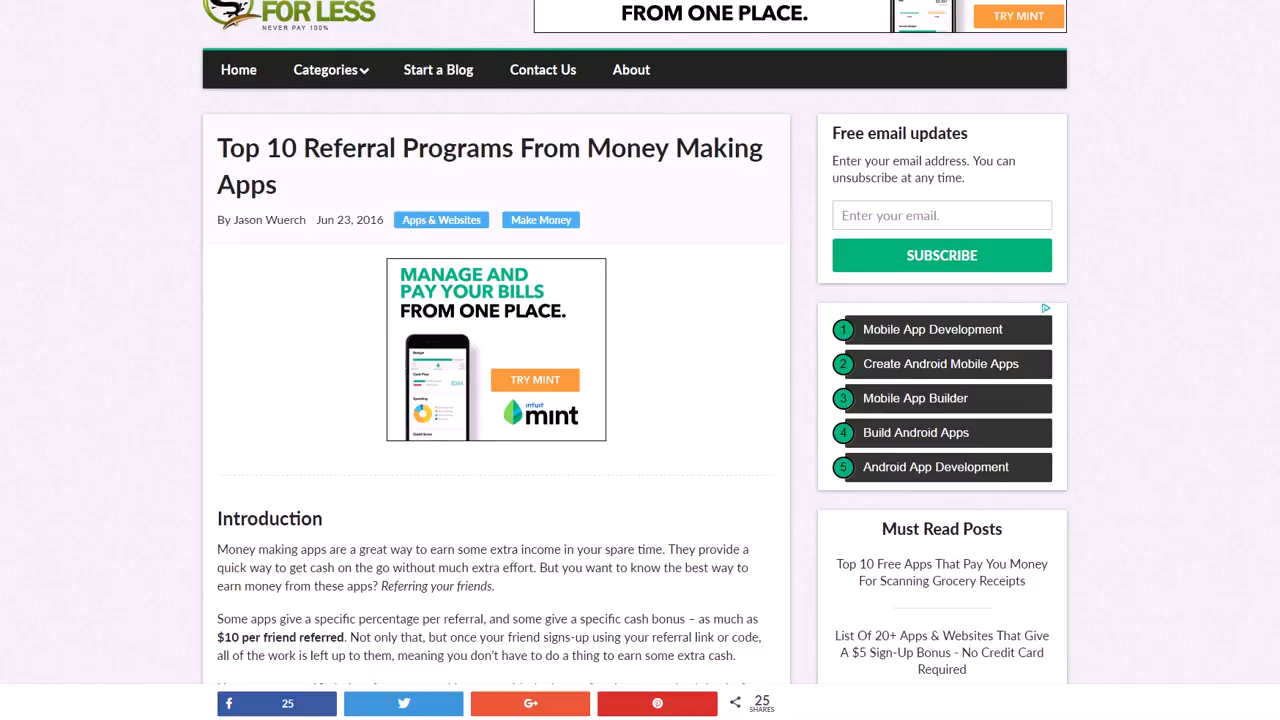 FOR LESS
NEVER PAY 100%
FROM ONE PLACE.
TRY MINT
Home
Categories
Start a Blog
Contact Us
About
Top 10 Referral Programs From Money Making
Apps
By Jason Wuerch
Jun 23, 2016
Apps & Websites
Make Money
MANAGE AND
PAY YOUR BILLS
FROM ONE PLACE.
Budget
Cash Flow
$344
Spending
Credit Score
TRY MINT
intuit
mint
Introduction
Money making apps are a great way to earn some extra income in your spare time. They provide a
quick way to get cash on the go without much extra effort. But you want to know the best way to
earn money from these apps? Referring your friends.
Some apps give a specific percentage per referral, and some give a specific cash bonus – as much as
$10 per friend referred. Not only that, but once your friend signs-up using your referral link or code,
all of the work is left up to them, meaning you don't have to do a thing to earn some extra cash.
Free email updates
Enter your email address. You can
unsubscribe at any time.
Enter your email.
SUBSCRIBE
1 Mobile App Development
2 Create Android Mobile Apps
3 Mobile App Builder
4 Build Android Apps
5 Android App Development
Must Read Posts
Top 10 Free Apps That Pay You Money
For Scanning Grocery Receipts
List Of 20+ Apps & Websites That Give
A $5 Sign-Up Bonus - No Credit Card
Required
25
G+
25
SHARES